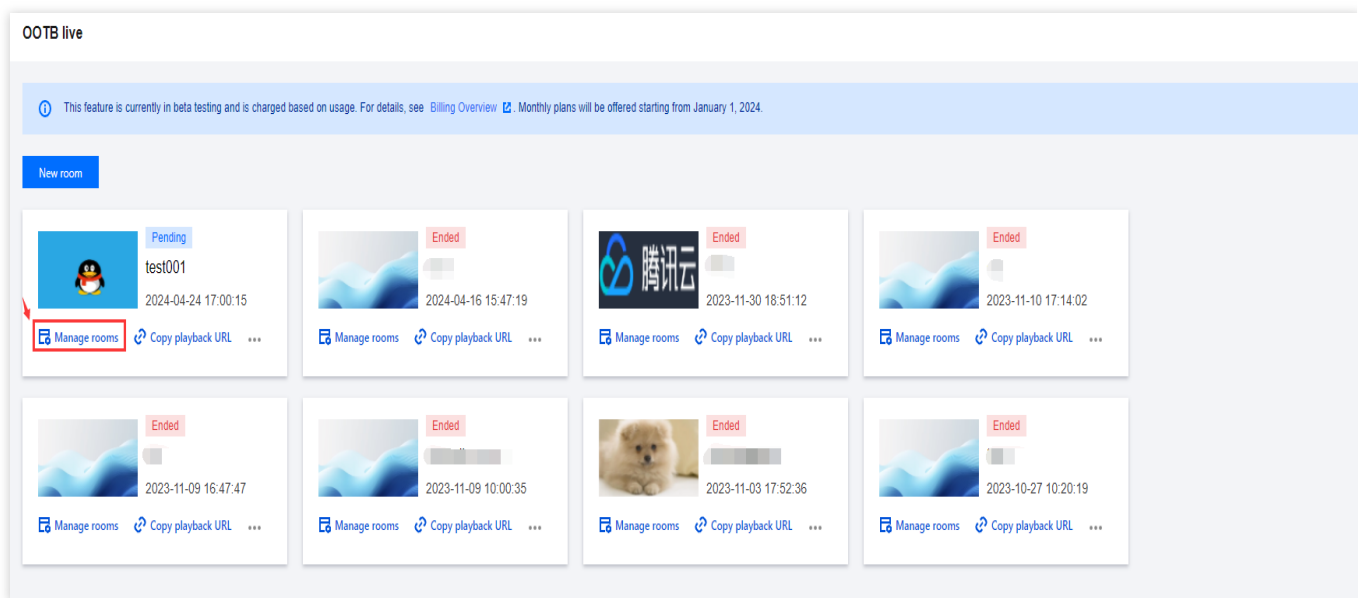 OOTB live
This feature is currently in beta testing and is charged based on usage. For details, see Billing Overview. Monthly plans will be offered starting from January 1, 2024.
New room
Pending
test001
2024-04-24 17:00:15
Manage rooms Copy playback URL ...
Ended
2024-04-16 15:47:19
Manage rooms Copy playback URL ...
腾讯云
Ended
2023-11-30 18:51:12
Manage rooms Copy playback URL ...
Ended
2023-11-10 17:14:02
Manage rooms Copy playback URL ...
Ended
2023-11-09 16:47:47
Manage rooms Copy playback URL ...
Ended
2023-11-09 10:00:35
Manage rooms Copy playback URL ...
Ended
2023-11-03 17:52:36
Manage rooms Copy playback URL ...
Ended
2023-10-27 10:20:19
Manage rooms Copy playback URL ...